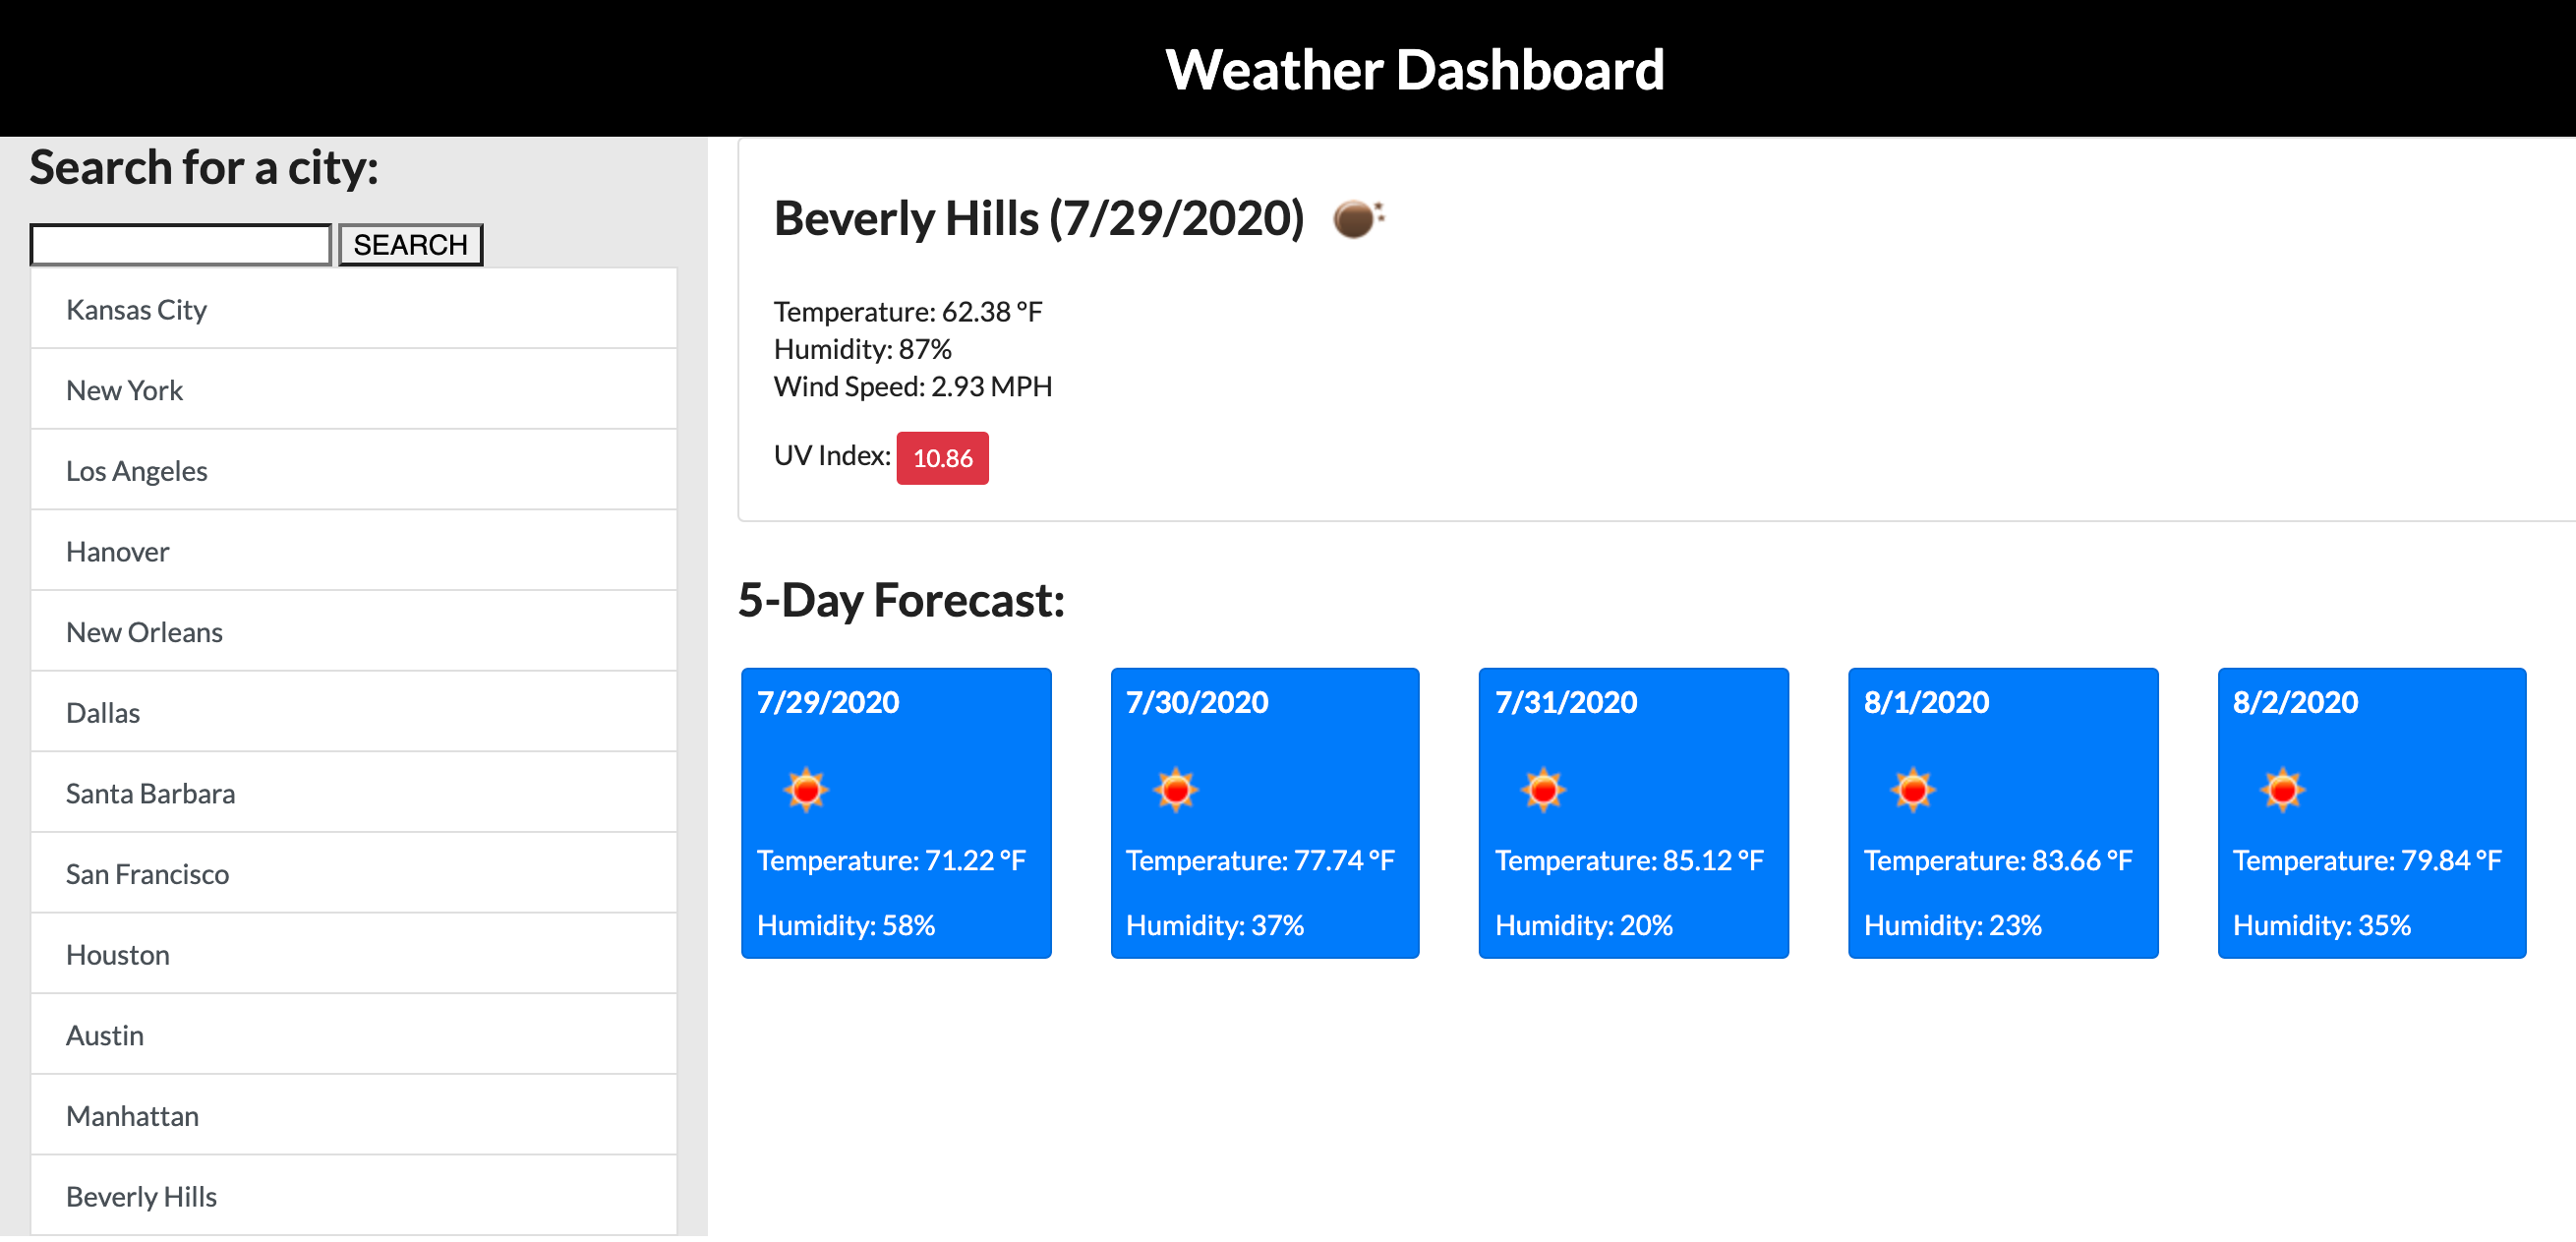 Weather Dashboard
Search for a city:
SEARCH
Kansas City
New York
Los Angeles
Hanover
New Orleans
Dallas
Santa Barbara
San Francisco
Houston
Austin
Manhattan
Beverly Hills
Beverly Hills (7/29/2020)
Temperature: 62.38 °F
Humidity: 87%
Wind Speed: 2.93 MPH
UV Index: 10.86
5-Day Forecast:
7/29/2020
Temperature: 71.22 °F
Humidity: 58%
7/30/2020
Temperature: 77.74 °F
Humidity: 37%
7/31/2020
Temperature: 85.12 °F
Humidity: 20%
8/1/2020
Temperature: 83.66 °F
Humidity: 23%
8/2/2020
Temperature: 79.84 °F
Humidity: 35%